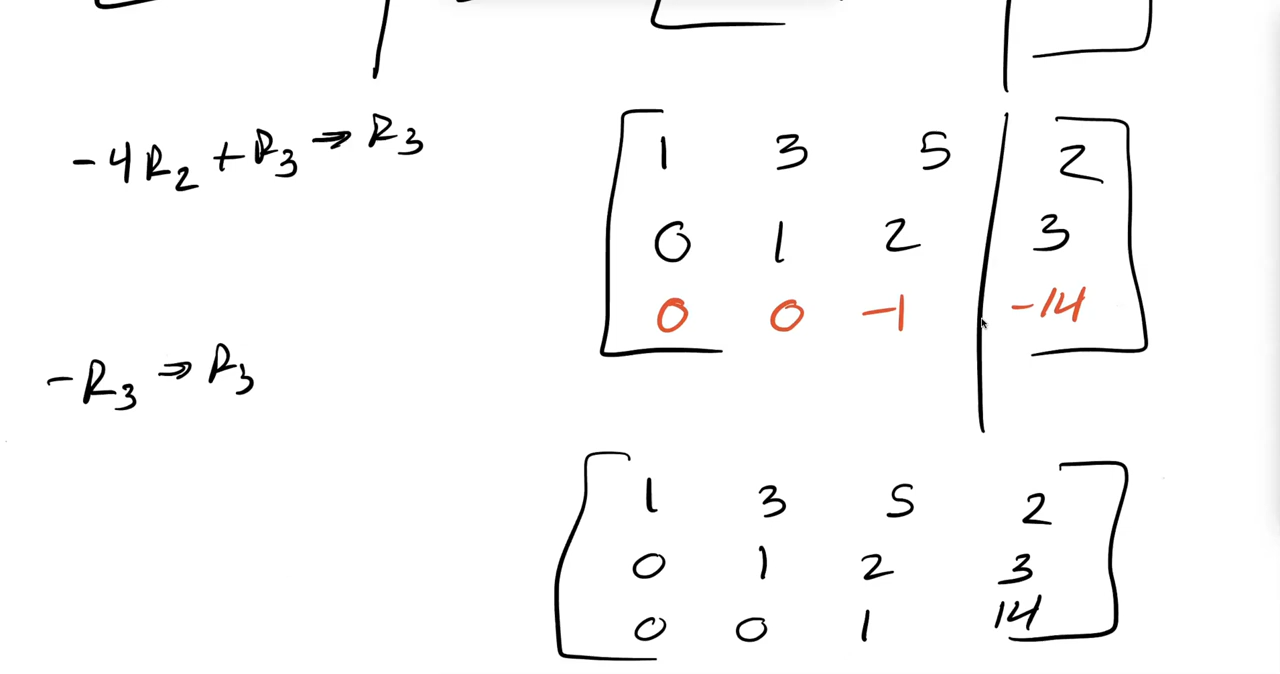 -4R2 + R3 ⇒ R3
1 3 5 | 2
0 1 2 | 3
0 0 -1 | -14
-R3 ⇒ R3
1 3 5 2
0 1 2 3
0 0 1 14